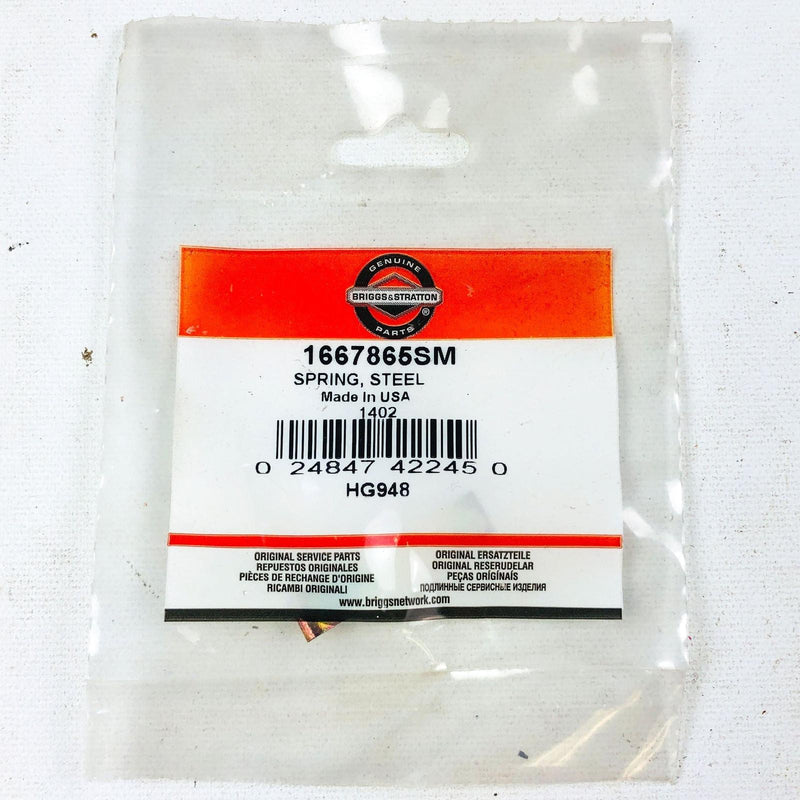 GENUINE
BRIGGS & STRATTON
PARTS
®
1667865SM
SPRING, STEEL
Made In USA
1402
0 24847 42245 0
HG948
ORIGINAL SERVICE PARTS
REPUESTOS ORIGINALES
PIÈCES DE RECHANGE D'ORIGINE
RICAMBI ORIGINALI
ORIGINAL ERSATZTEILE
ORIGINAL RESERUDELAR
PEÇAS ORIGÍNAIS
ПОДЛИННЫЕ СЕРВИСНЫЕ ИЗДЕЛИЯ
www.briggsnetwork.com